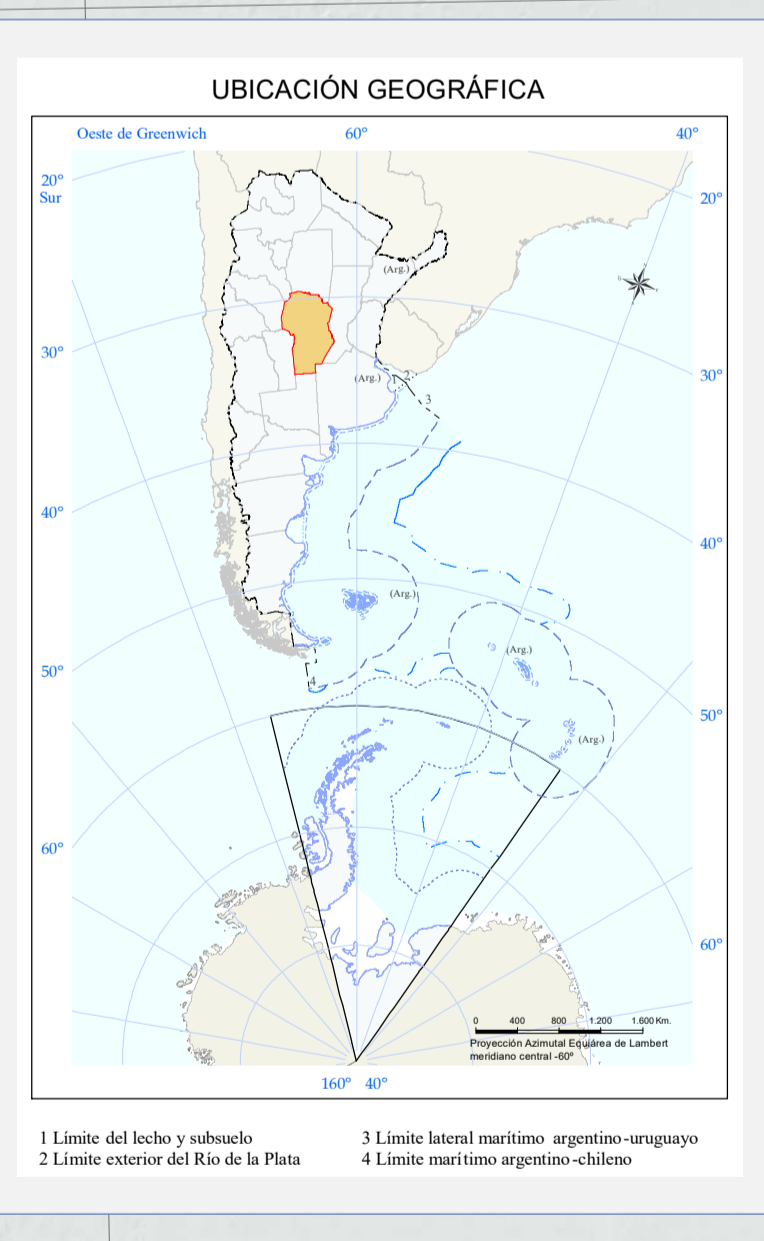 UBICACIÓN GEOGRÁFICA
Oeste de Greenwich
60°
40°
20°
Sur
20°
(Arg.)
30°
(Arg.)
1
2
3
30°
40°
40°
(Arg.)
(Arg.)
50°
4
50°
(Arg.)
60°
60°
0 400 800 1.200 1.600 Km.
Proyección Azimutal Equiárea de Lambert
meridiano central -60º
160° 40°
1 Límite del lecho y subsuelo
2 Límite exterior del Río de la Plata
3 Límite lateral marítimo argentino-uruguayo
4 Límite marítimo argentino-chileno